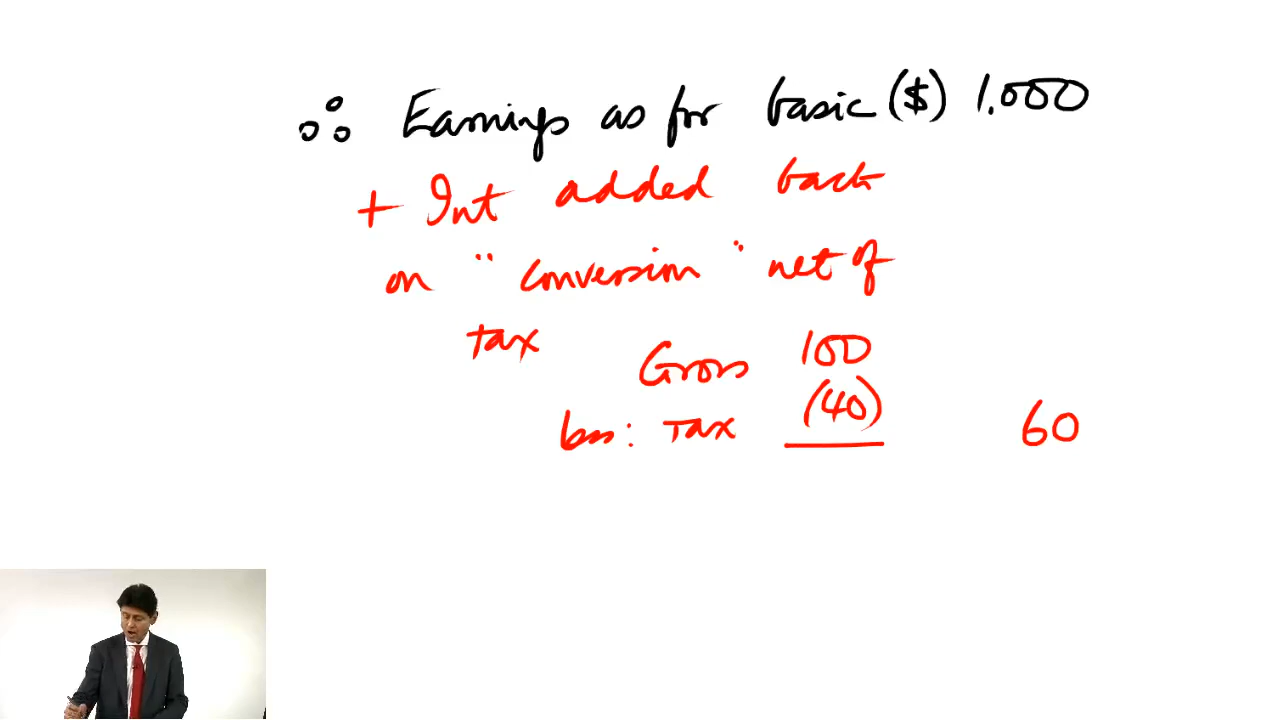 ∴ Earnings as for basic ($) 1.000
+ Int added back
on "conversion" net of
tax Gross 100
less: Tax (40) 60